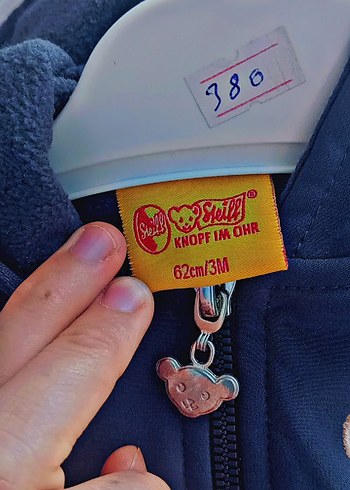 380
Steiff Steiff®
KNOPF IM OHR
62cm/3M